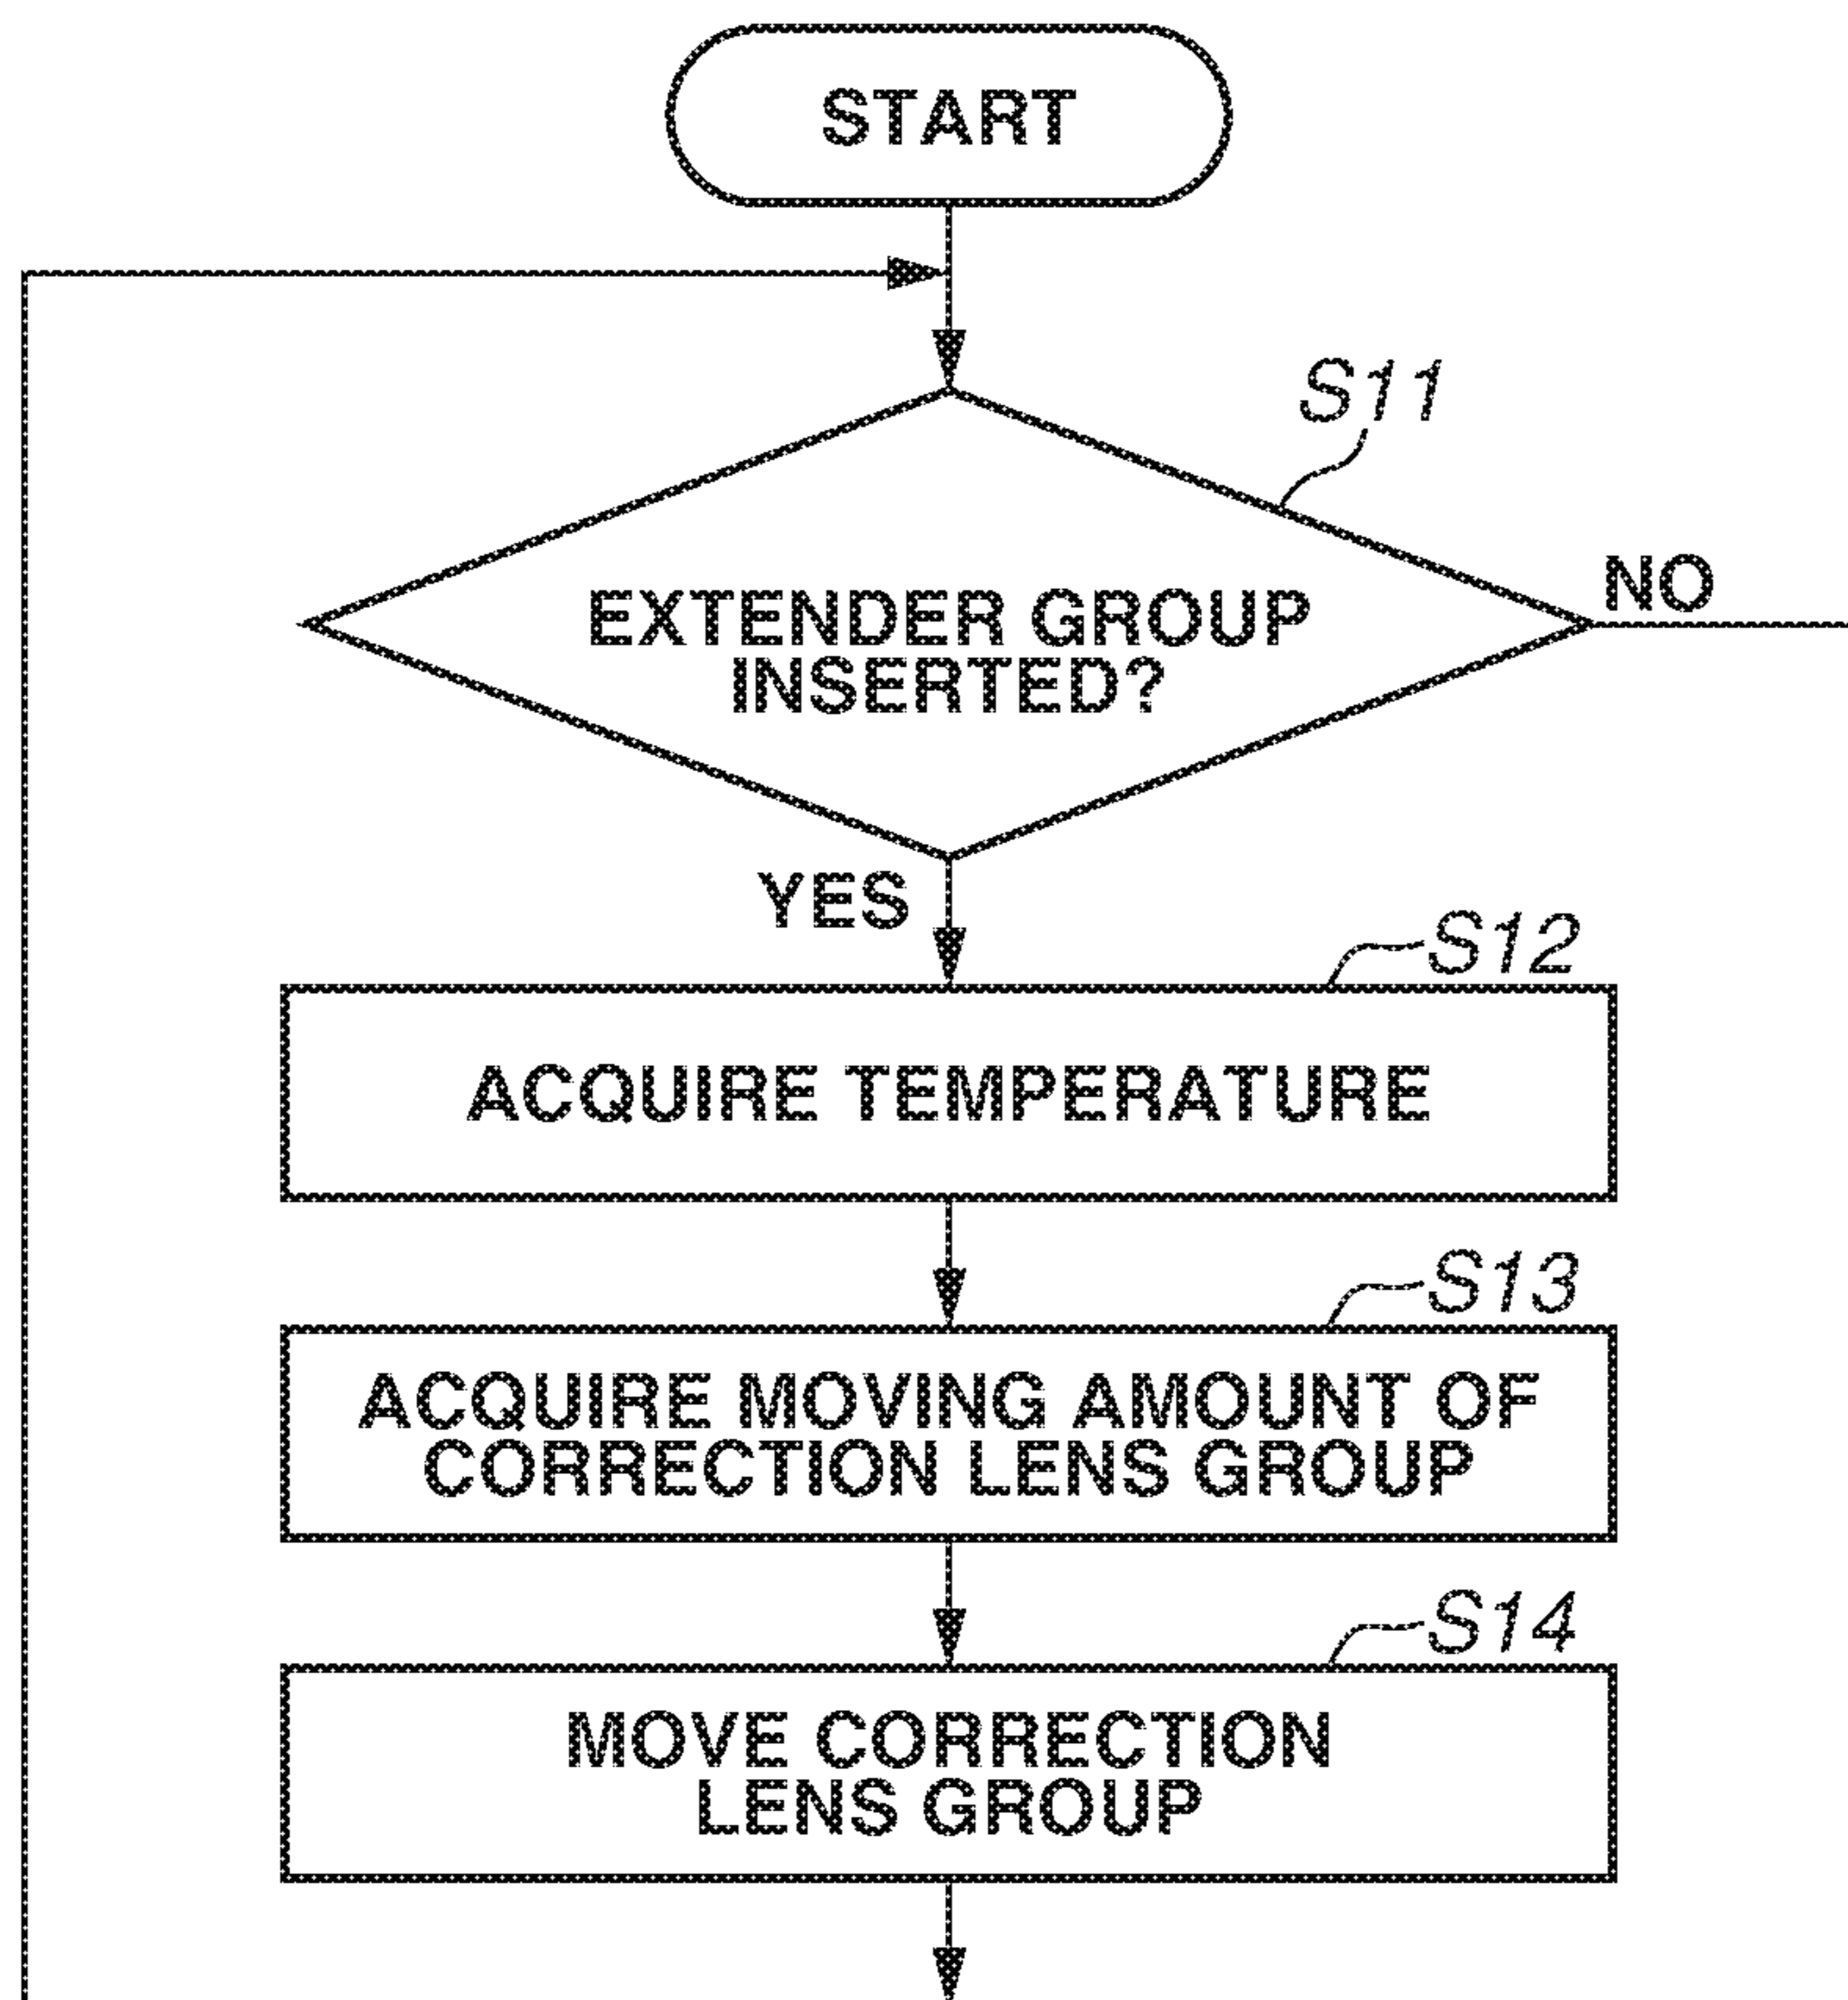 START
S11
NO
EXTENDER GROUP
INSERTED?
YES
S12
ACQUIRE TEMPERATURE
S13
ACQUIRE MOVING AMOUNT OF
CORRECTION LENS GROUP
S14
MOVE CORRECTION
LENS GROUP